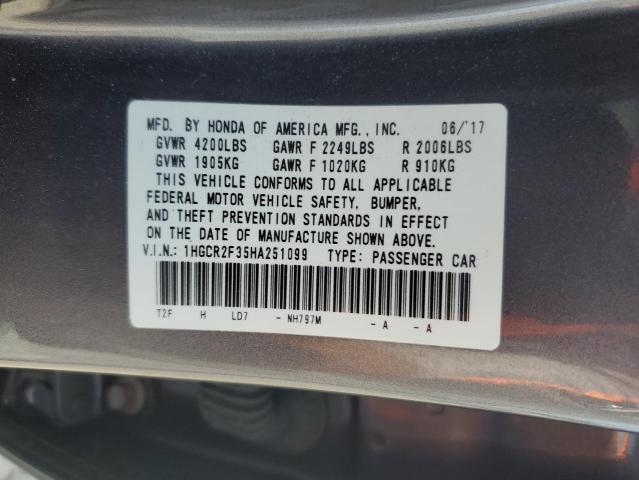 MFD. BY HONDA OF AMERICA MFG., INC. 06/'17
GVWR 4200LBS GAWR F 2249LBS R 2006LBS
GVWR 1905KG GAWR F 1020KG R 910KG
THIS VEHICLE CONFORMS TO ALL APPLICABLE
FEDERAL MOTOR VEHICLE SAFETY, BUMPER,
AND THEFT PREVENTION STANDARDS IN EFFECT
ON THE DATE OF MANUFACTURE SHOWN ABOVE.
V.I.N.: 1HGCR2F35HA251099 TYPE: PASSENGER CAR
T2F H LD7 - NH797M - A - A